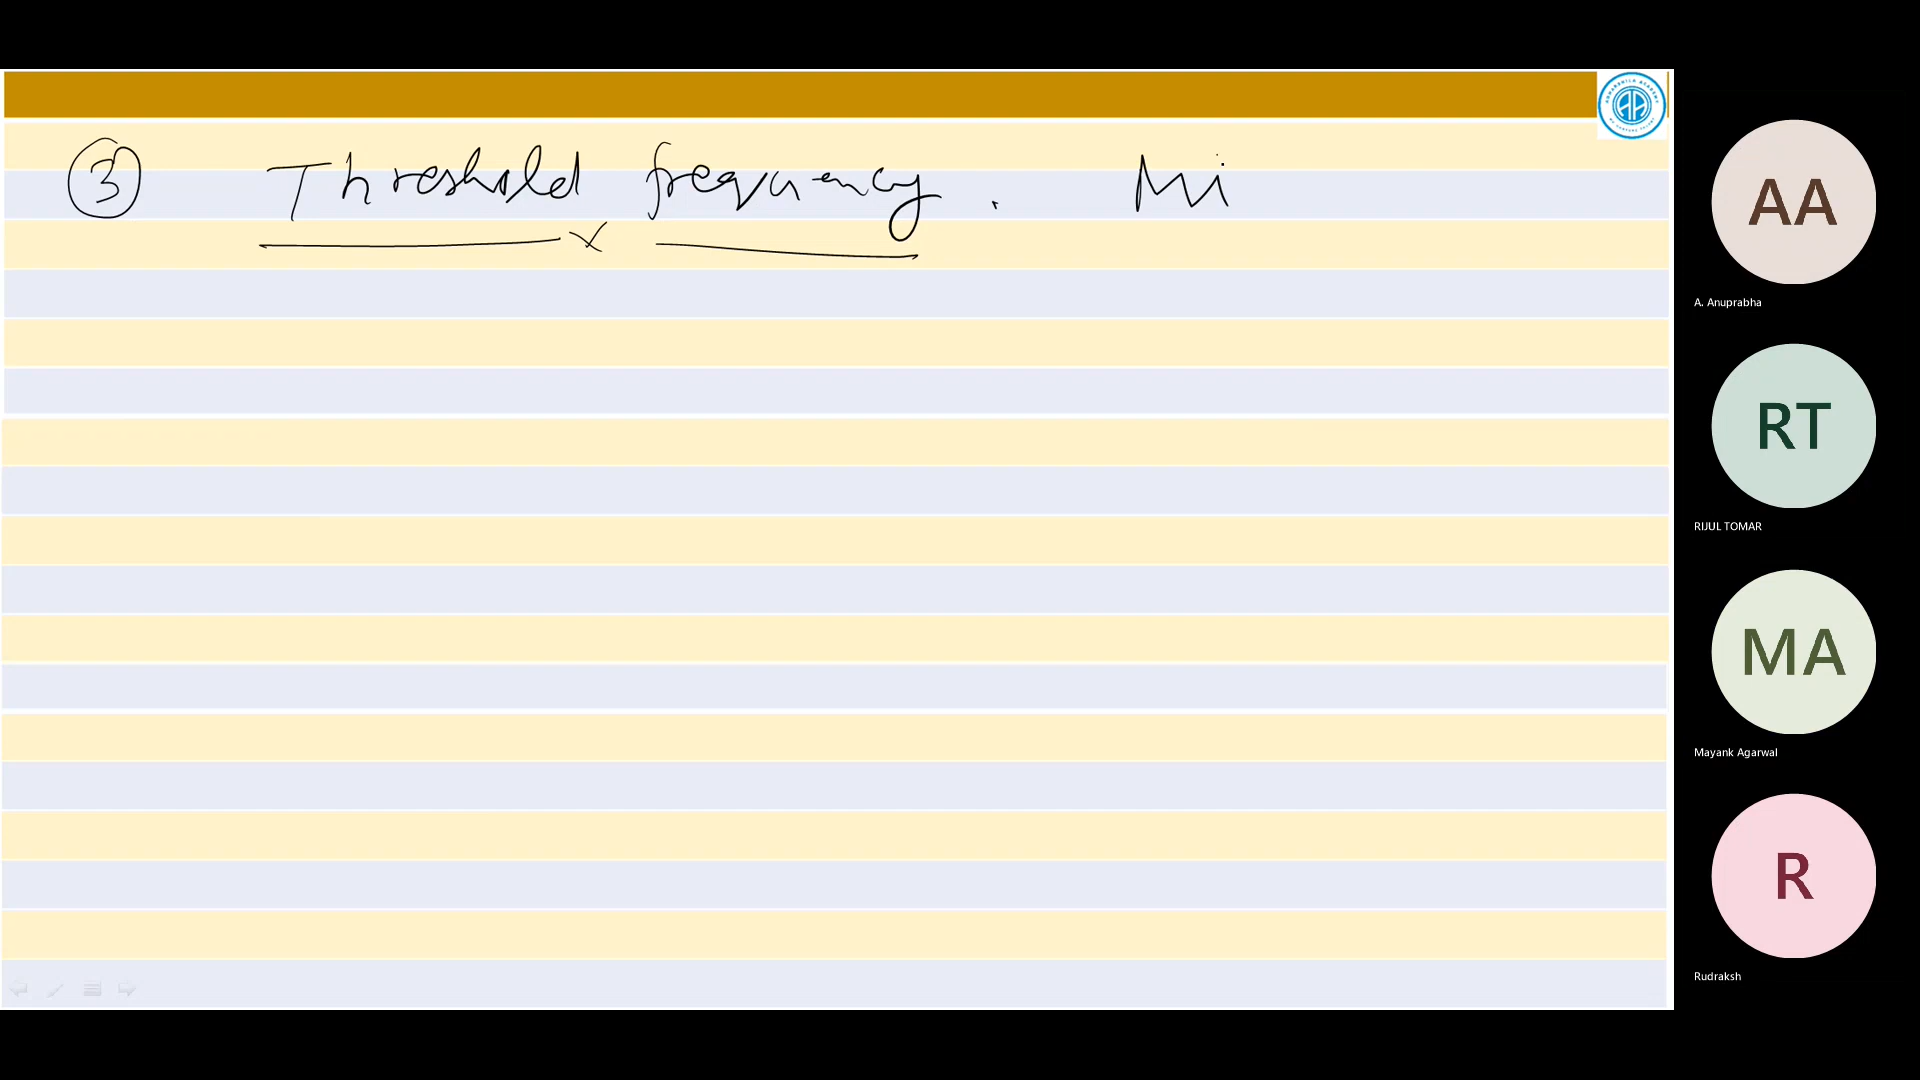 ③ Threshold frequency. Mi
AA
A. Anuprabha
RT
RIJUL TOMAR
MA
Mayank Agarwal
R
Rudraksh